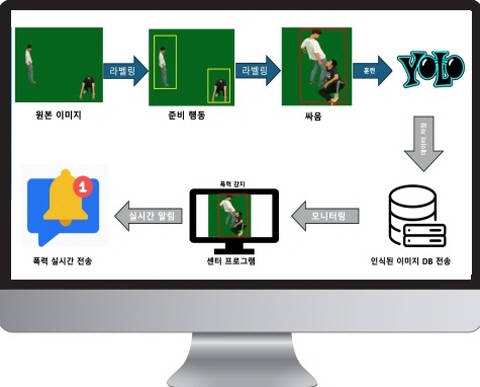 라벨링
라벨링
훈련
YOLO
원본 이미지
준비 행동
싸움
데이터 저장
1
폭력 감지
실시간 알림
모니터링
폭력 실시간 전송
센터 프로그램
인식된 이미지 DB 전송